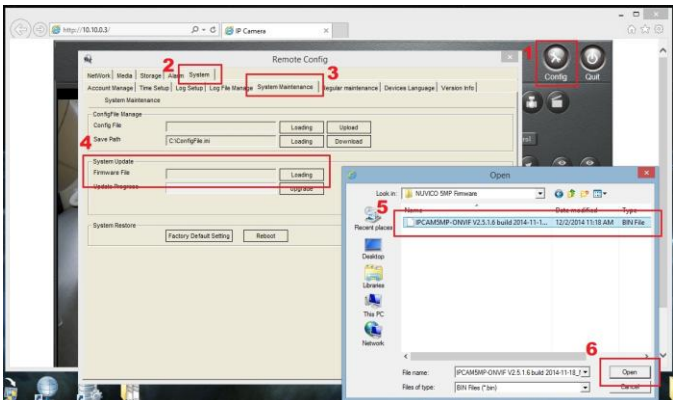 http://10.10.0.3/
IP Camera
Remote Config
1
Config
Quit
2
3
NetWork
Media
Storage
Alarm
System
Account Manage
Time Setup
Log Setup
Log File Manage
System Maintenance
Regular maintenance
Devices Language
Version Info
System Maintenance
ConfigFile Manage
Config File
Loading
Upload
4
Save Path
C:\ConfigFile.ini
Loading
Download
System Update
Firmware File
Loading
Update Progress
Upgrade
System Restore
Factory Default Setting
Reboot
Open
Look in:
NUVICO 5MP Firmware
5
Name
Date modified
Type
IPCAM5MP-ONVIF V2.5.1.6 build 2014-11-1...
12/2/2014 11:18 AM
BIN File
Recent places
Desktop
Libraries
This PC
Network
6
File name:
IPCAM5MP-ONVIF V2.5.1.6 build 2014-11-18_
Open
Files of type:
BIN Files (*.bin)
Cancel